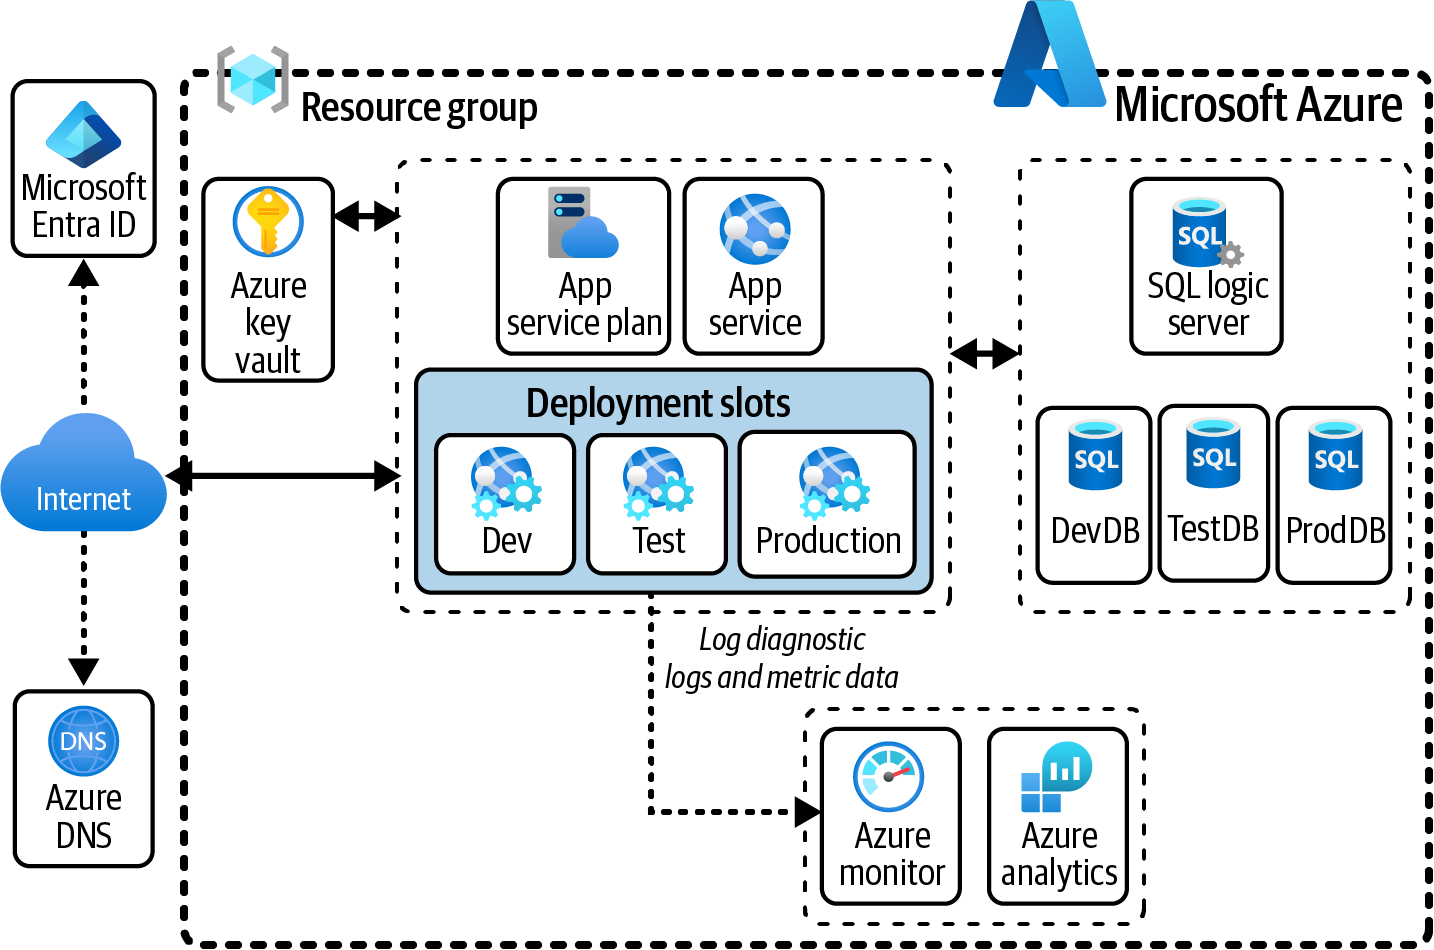 Resource group
Microsoft Azure
Microsoft
Entra ID
Azure
key
vault
App
service plan
App
service
SQL
SQL logic
server
Internet
Deployment slots
Dev
Test
Production
SQL
DevDB
SQL
TestDB
SQL
ProdDB
Log diagnostic
logs and metric data
DNS
Azure
DNS
Azure
monitor
Azure
analytics